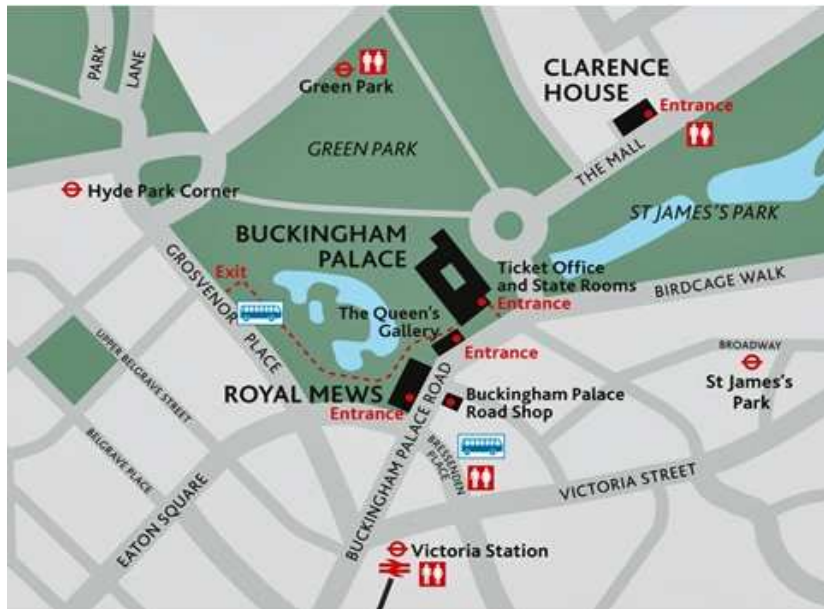 PARK
LANE
Green Park
GREEN PARK
CLARENCE
HOUSE
Entrance
THE MALL
Hyde Park Corner
ST JAMES'S PARK
BUCKINGHAM
PALACE
Ticket Office
and State Rooms
Entrance
BIRDCAGE WALK
Exit
GROSVENOR PLACE
The Queen's
Gallery
Entrance
UPPER BELGRAVE STREET
BROADWAY
St James's
Park
ROYAL MEWS
Entrance
Buckingham Palace
Road Shop
BUCKINGHAM PALACE ROAD
BRESSENDEN
PLACE
BELGRAVE PLACE
EATON SQUARE
VICTORIA STREET
Victoria Station